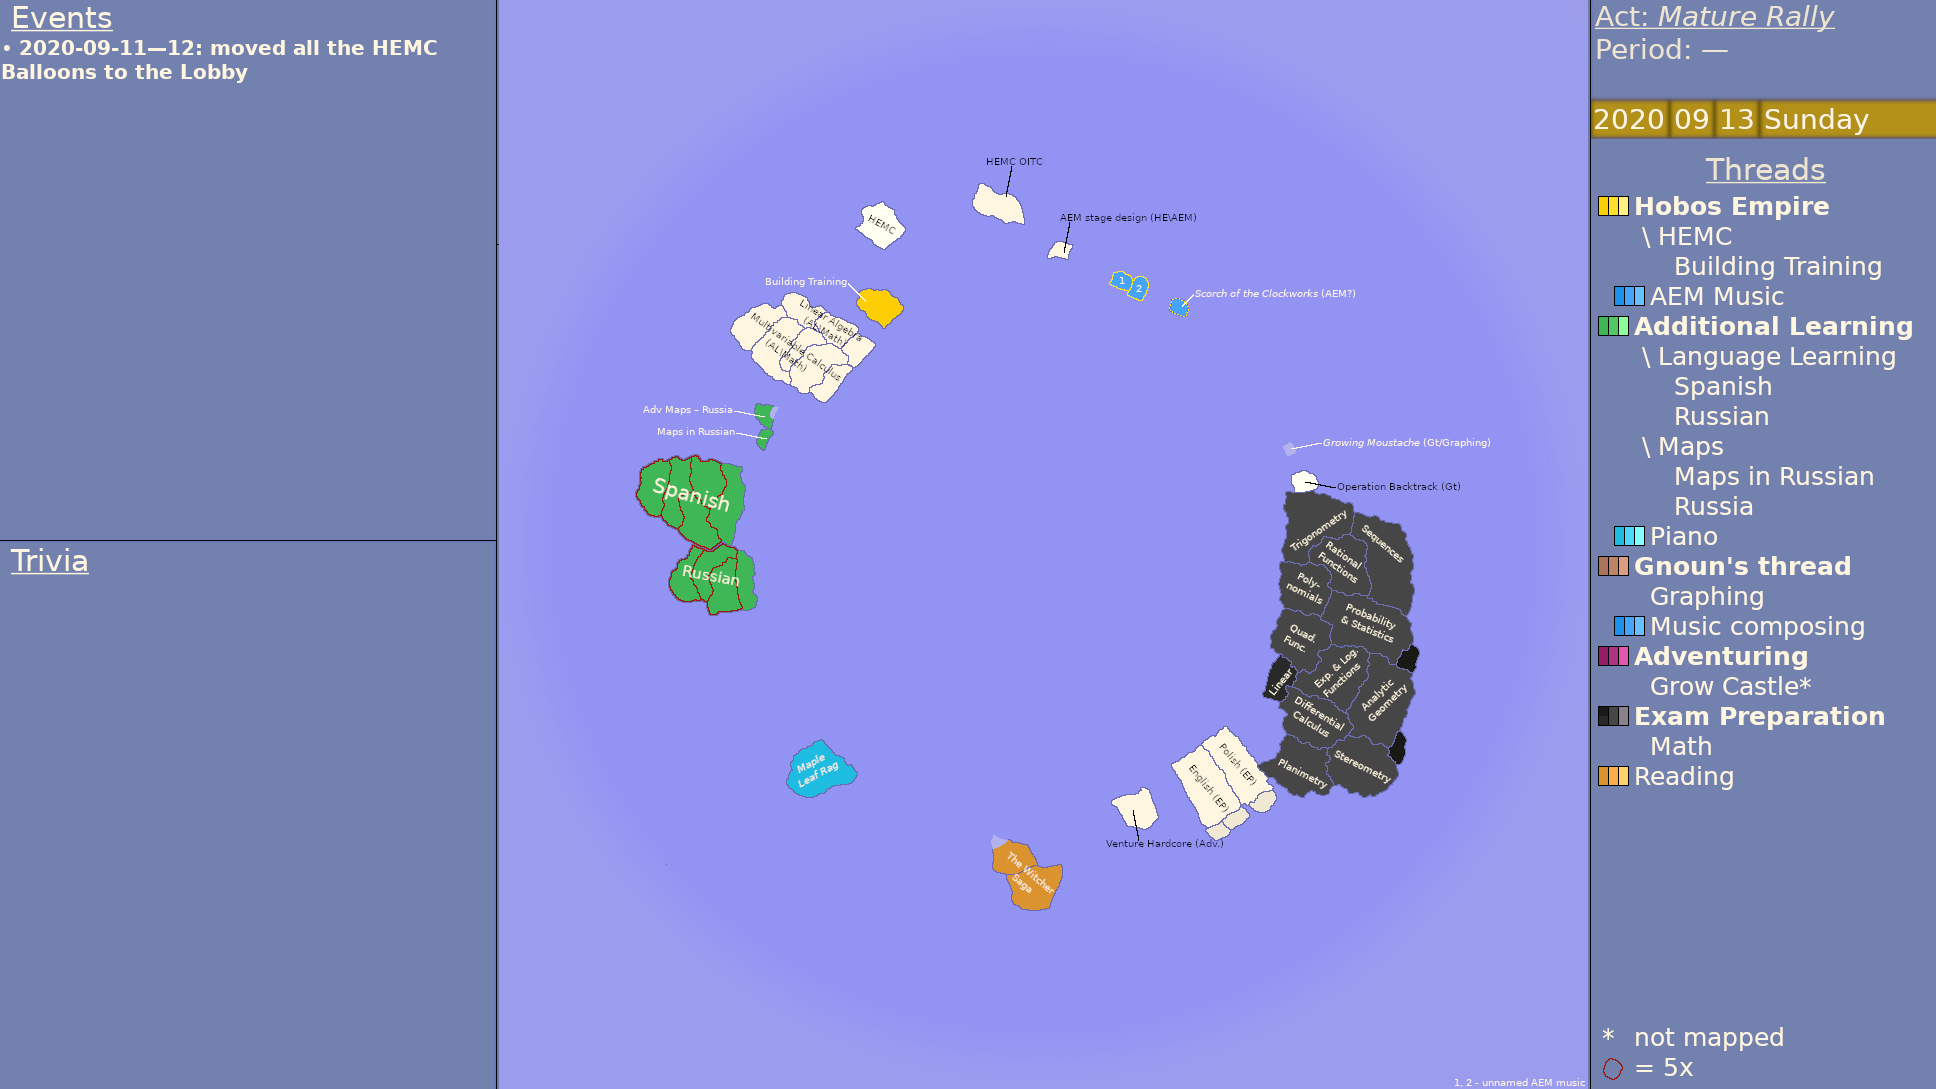 Events
• 2020-09-11—12: moved all the HEMC
Balloons to the Lobby
Trivia
HEMC OITC
HEMC
AEM stage design (HE\AEM)
Building Training
1
2
Scorch of the Clockworks (AEM?)
Linear Algebra
(AL\Math)
Multivariable Calculus
(AL\Math)
Adv Maps – Russia
Maps in Russian
Spanish
Russian
Growing Moustache (Gt/Graphing)
Operation Backtrack (Gt)
Trigonometry
Sequences
Rational
Functions
Poly-
nomials
Probability
& Statistics
Quad.
Func.
Linear
Exp. & Log.
Functions
Analytic
Geometry
Differential
Calculus
Planimetry
Stereometry
Polish (EP)
English (EP)
Maple
Leaf Rag
Venture Hardcore (Adv.)
The Witcher
Saga
1, 2 - unnamed AEM music
Act: Mature Rally
Period: —
2020 09 13 Sunday
Threads
Hobos Empire
\ HEMC
Building Training
AEM Music
Additional Learning
\ Language Learning
Spanish
Russian
\ Maps
Maps in Russian
Russia
Piano
Gnoun's thread
Graphing
Music composing
Adventuring
Grow Castle*
Exam Preparation
Math
Reading
* not mapped
= 5x